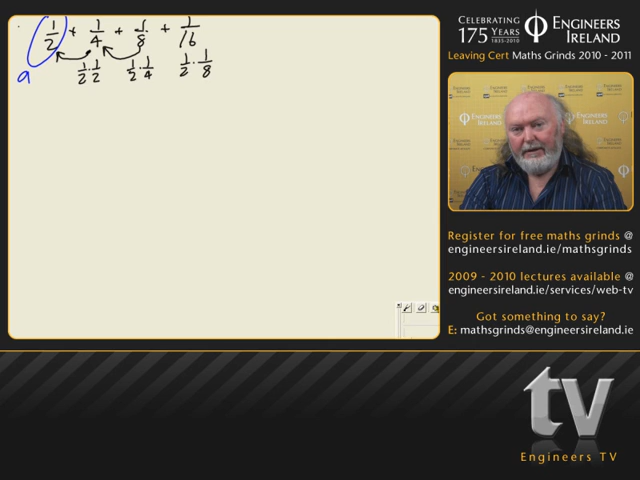 1/2 + 1/4 + 1/8 + 1/16
a
1/2 · 1/2 1/2 · 1/4 1/2 · 1/8
CELEBRATING
175 YEARS
1835-2010
ENGINEERS
IRELAND
Leaving Cert Maths Grinds 2010 - 2011
Register for free maths grinds @
engineersireland.ie/mathsgrinds
2009 - 2010 lectures available @
engineersireland.ie/services/web-tv
Got something to say?
E: mathsgrinds@engineersireland.ie
tv
Engineers TV